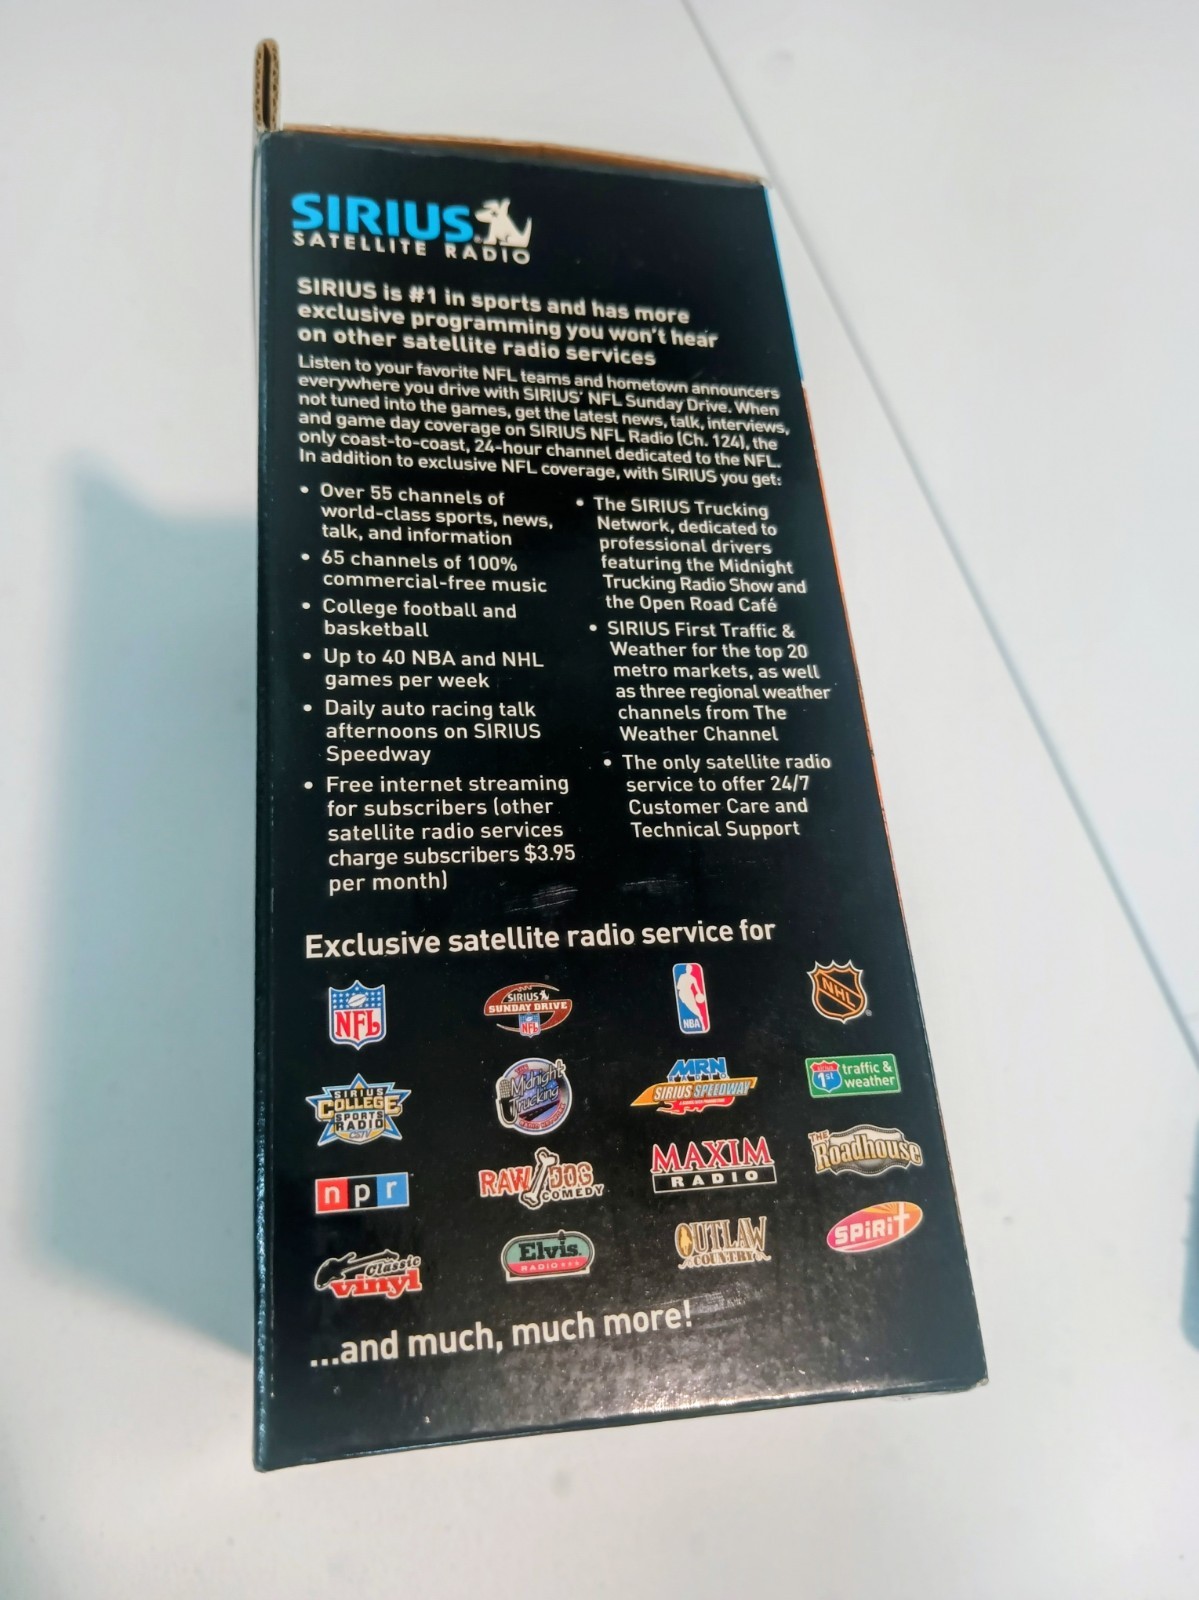 SIRIUS
SATELLITE RADIO
SIRIUS is #1 in sports and has more
exclusive programming you won't hear
on other satellite radio services
Listen to your favorite NFL teams and hometown announcers
everywhere you drive with SIRIUS' NFL Sunday Drive. When
not tuned into the games, get the latest news, talk, interviews,
and game day coverage on SIRIUS NFL Radio (Ch. 124), the
only coast-to-coast, 24-hour channel dedicated to the NFL.
In addition to exclusive NFL coverage, with SIRIUS you get:
• Over 55 channels of
world-class sports, news,
talk, and information
• 65 channels of 100%
commercial-free music
• College football and
basketball
• Up to 40 NBA and NHL
games per week
• Daily auto racing talk
afternoons on SIRIUS
Speedway
• Free internet streaming
for subscribers (other
satellite radio services
charge subscribers $3.95
per month)
• The SIRIUS Trucking
Network, dedicated to
professional drivers
featuring the Midnight
Trucking Radio Show and
the Open Road Café
• SIRIUS First Traffic &
Weather for the top 20
metro markets, as well
as three regional weather
channels from The
Weather Channel
• The only satellite radio
service to offer 24/7
Customer Care and
Technical Support
Exclusive satellite radio service for
NFL
SIRIUS
SUNDAY DRIVE
NFL
NBA
NHL
SIRIUS
COLLEGE
SPORTS
RADIO
CSTV
Midnight
Trucking
MRN
RADIO
SIRIUS SPEEDWAY
SIRIUS
1st
traffic &
weather
npr
RAW DOG
COMEDY
MAXIM
RADIO
THE
Roadhouse
Classic
vinyl
Elvis
RADIO
OUTLAW
COUNTRY
SPiRiT
...and much, much more!